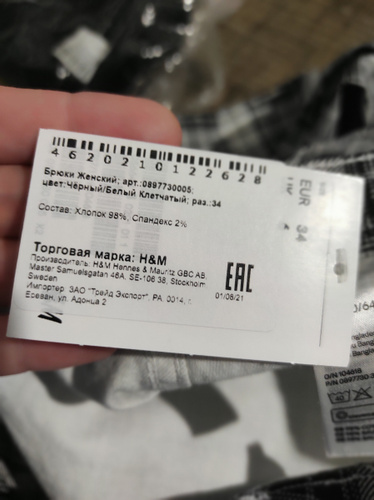 4620210122628
Брюки Женский; арт.:0897730005;
цвет:Чёрный/Белый Клетчатый; раз.:34
Состав: Хлопок 98%, Спандекс 2%
Торговая марка: H&M
Производитель: H&M Hennes & Mauritz GBC AB,
Master Samuelsgatan 46A, SE-106 38, Stockholm
Sweden
Импортер: ЗАО "Трейд Экспорт", РА, 0014, г.
Ереван, ул. Адонца 2
EAC
01/08/21
EUR 34